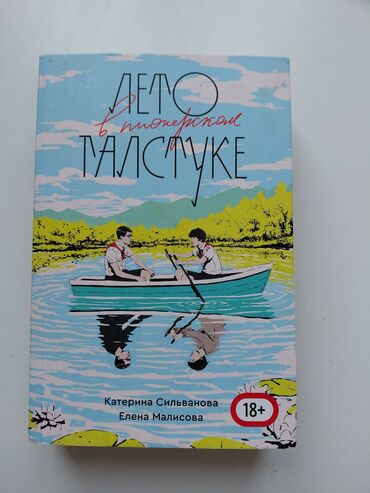 ЛЕТО
в пионерском
ГАЛСТУКЕ
Катерина Сильванова
Елена Малисова
18+